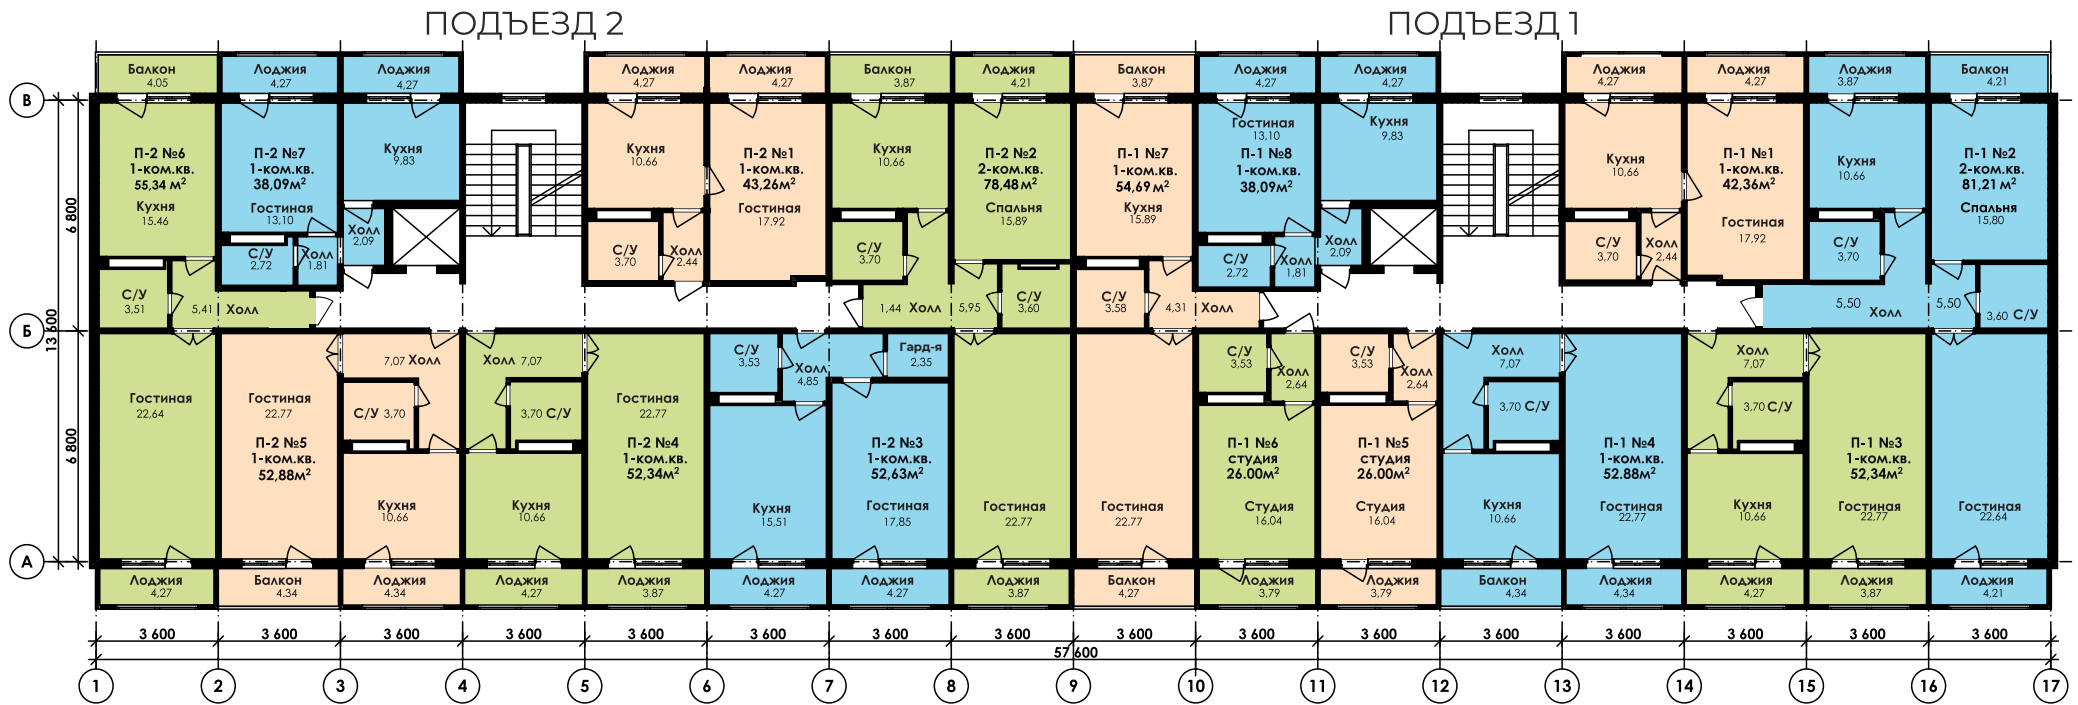 ПОДЪЕЗД 2
ПОДЪЕЗД 1
Балкон
4.05
Лоджия
4.27
Лоджия
4,27
Лоджия
4,27
Лоджия
4,27
Балкон
3,87
Лоджия
4,21
Балкон
3,87
Лоджия
4,27
Лоджия
4,27
Лоджия
4,27
Лоджия
4,27
Лоджия
3,87
Балкон
4,21
В
Б
А
6 800
6 800
13 600
П-2 №6
1-ком.кв.
55,34 м²
Кухня
15.46
С/У
3,51
5,41
Холл
Гостиная
22,64
П-2 №7
1-ком.кв.
38,09м²
Гостиная
13,10
С/У
2,72
Холл
1.81
Кухня
9,83
Холл
2,09
Кухня
10.66
С/У
3.70
Холл
2.44
П-2 №1
1-ком.кв.
43,26м²
Гостиная
17.92
Кухня
10,66
С/У
3.70
1,44
Холл
5,95
П-2 №2
2-ком.кв.
78,48м²
Спальня
15,89
С/У
3,60
П-1 №7
1-ком.кв.
54,69 м²
Кухня
15.89
С/У
3.58
4,31
Холл
Гостиная
13,10
П-1 №8
1-ком.кв.
38,09м²
С/У
2,72
Холл
1,81
Кухня
9,83
Холл
2,09
Кухня
10,66
С/У
3,70
Холл
2.44
П-1 №1
1-ком.кв.
42,36м²
Гостиная
17,92
Кухня
10.66
С/У
3,70
5,50
Холл
5,50
П-1 №2
2-ком.кв.
81,21 м²
Спальня
15,80
3,60 С/У
Гостиная
22.77
П-2 №5
1-ком.кв.
52,88м²
7,07 Холл
С/У 3,70
Кухня
10,66
Холл 7,07
3,70 С/У
Кухня
10,66
Гостиная
22,77
П-2 №4
1-ком.кв.
52,34м²
С/У
3,53
Холл
4,85
Гард-я
2,35
Кухня
15,51
П-2 №3
1-ком.кв.
52,63м²
Гостиная
17,85
Гостиная
22.77
Гостиная
22,77
С/У
3,53
Холл
2,64
П-1 №6
студия
26.00м²
Студия
16,04
С/У
3,53
Холл
2,64
П-1 №5
студия
26.00м²
Студия
16,04
Холл
7,07
3,70 С/У
Кухня
10,66
П-1 №4
1-ком.кв.
52.88м²
Гостиная
22,77
Холл
7,07
3,70 С/У
Кухня
10,66
П-1 №3
1-ком.кв.
52,34м²
Гостиная
22,77
Гостиная
22,64
Лоджия
4,27
Балкон
4.34
Лоджия
4.34
Лоджия
4,27
Лоджия
3.87
Лоджия
4.27
Лоджия
4.27
Лоджия
3.87
Балкон
4,27
Лоджия
3,79
Лоджия
3,79
Балкон
4,34
Лоджия
4,34
Лоджия
4,27
Лоджия
3,87
Лоджия
4,21
3 600 3 600 3 600 3 600 3 600 3 600 3 600 3 600 3 600 3 600 3 600 3 600 3 600 3 600 3 600 3 600
57 600
1 2 3 4 5 6 7 8 9 10 11 12 13 14 15 16 17